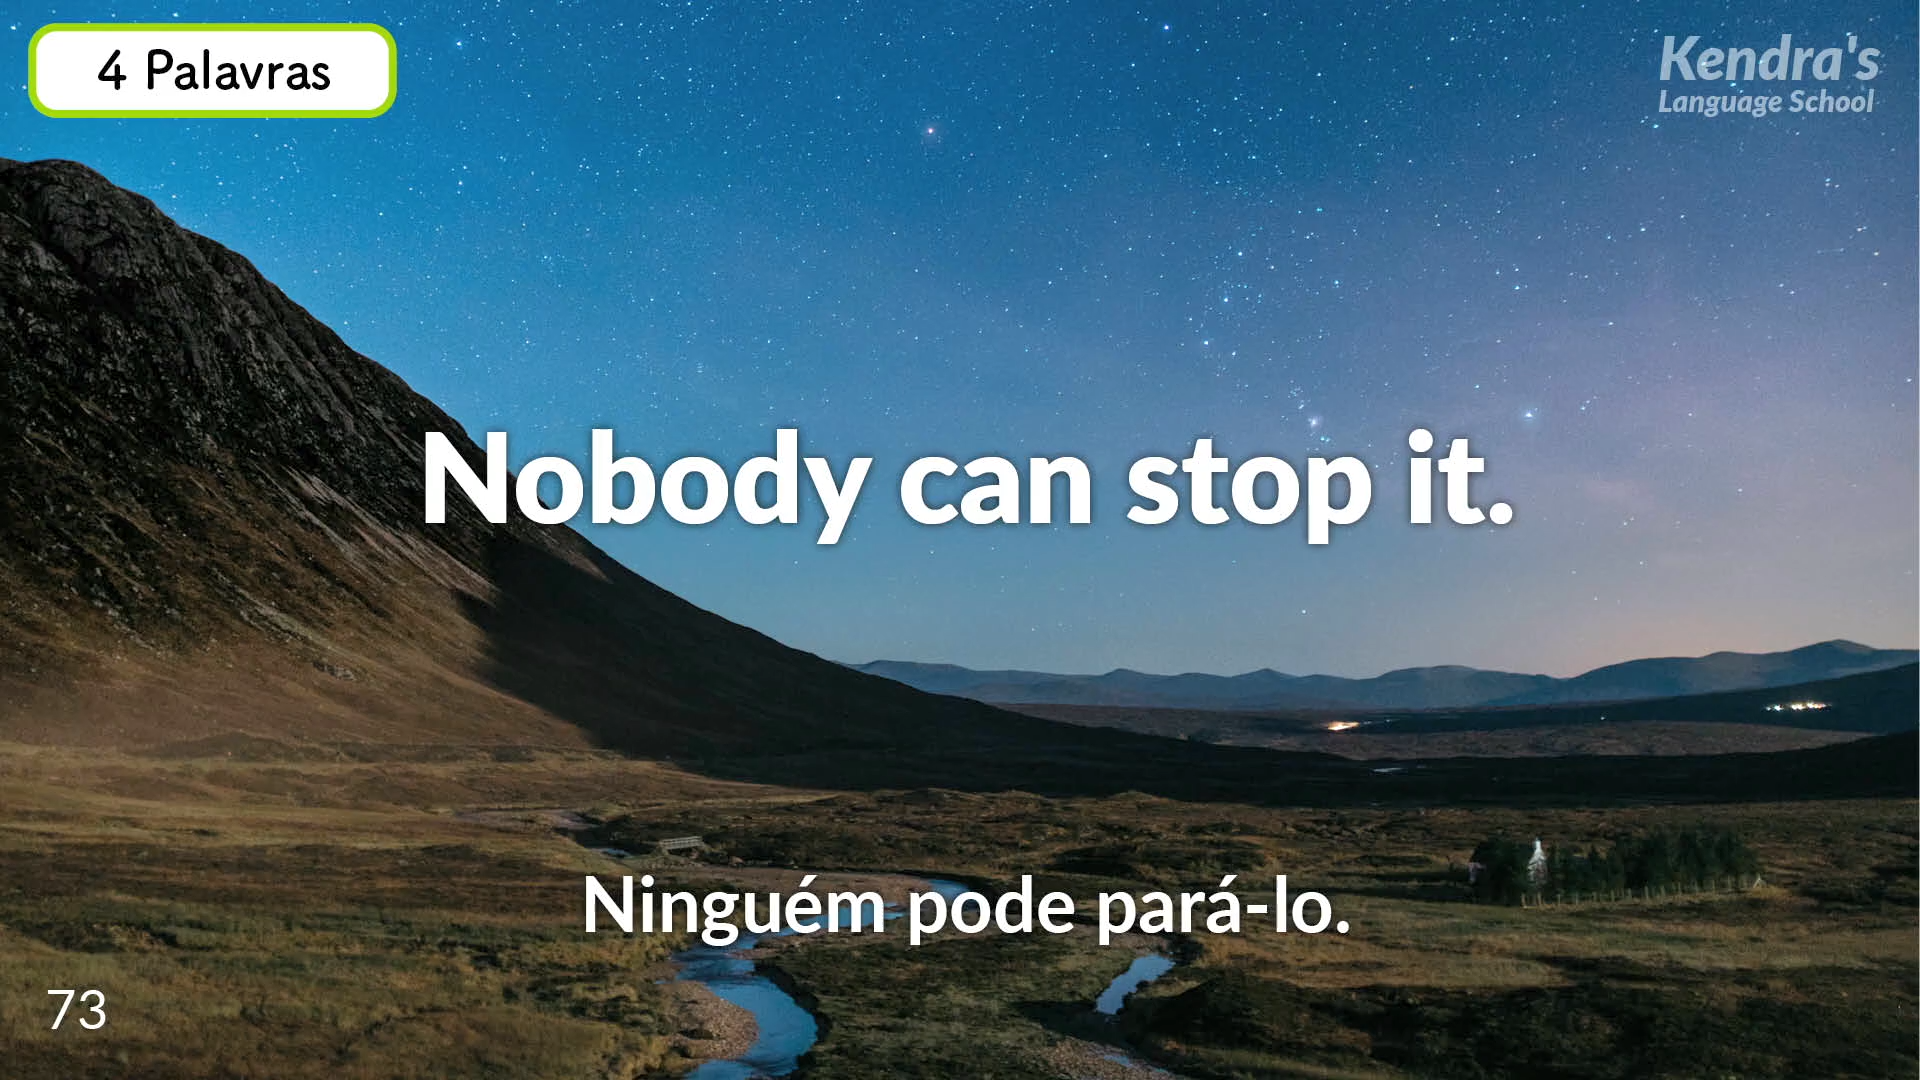 4 Palavras
Kendra's
Language School
Nobody can stop it.
Ninguém pode pará-lo.
73